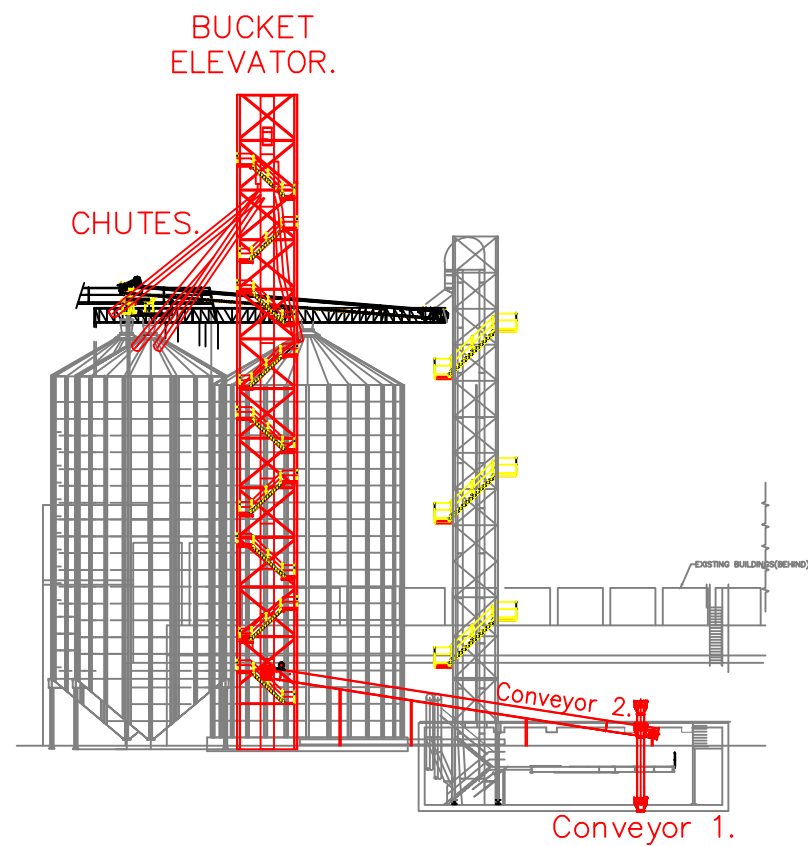 BUCKET
ELEVATOR.
CHUTES.
EXISTING BUILDINGS(BEHIND)
Conveyor 2.
Conveyor 1.